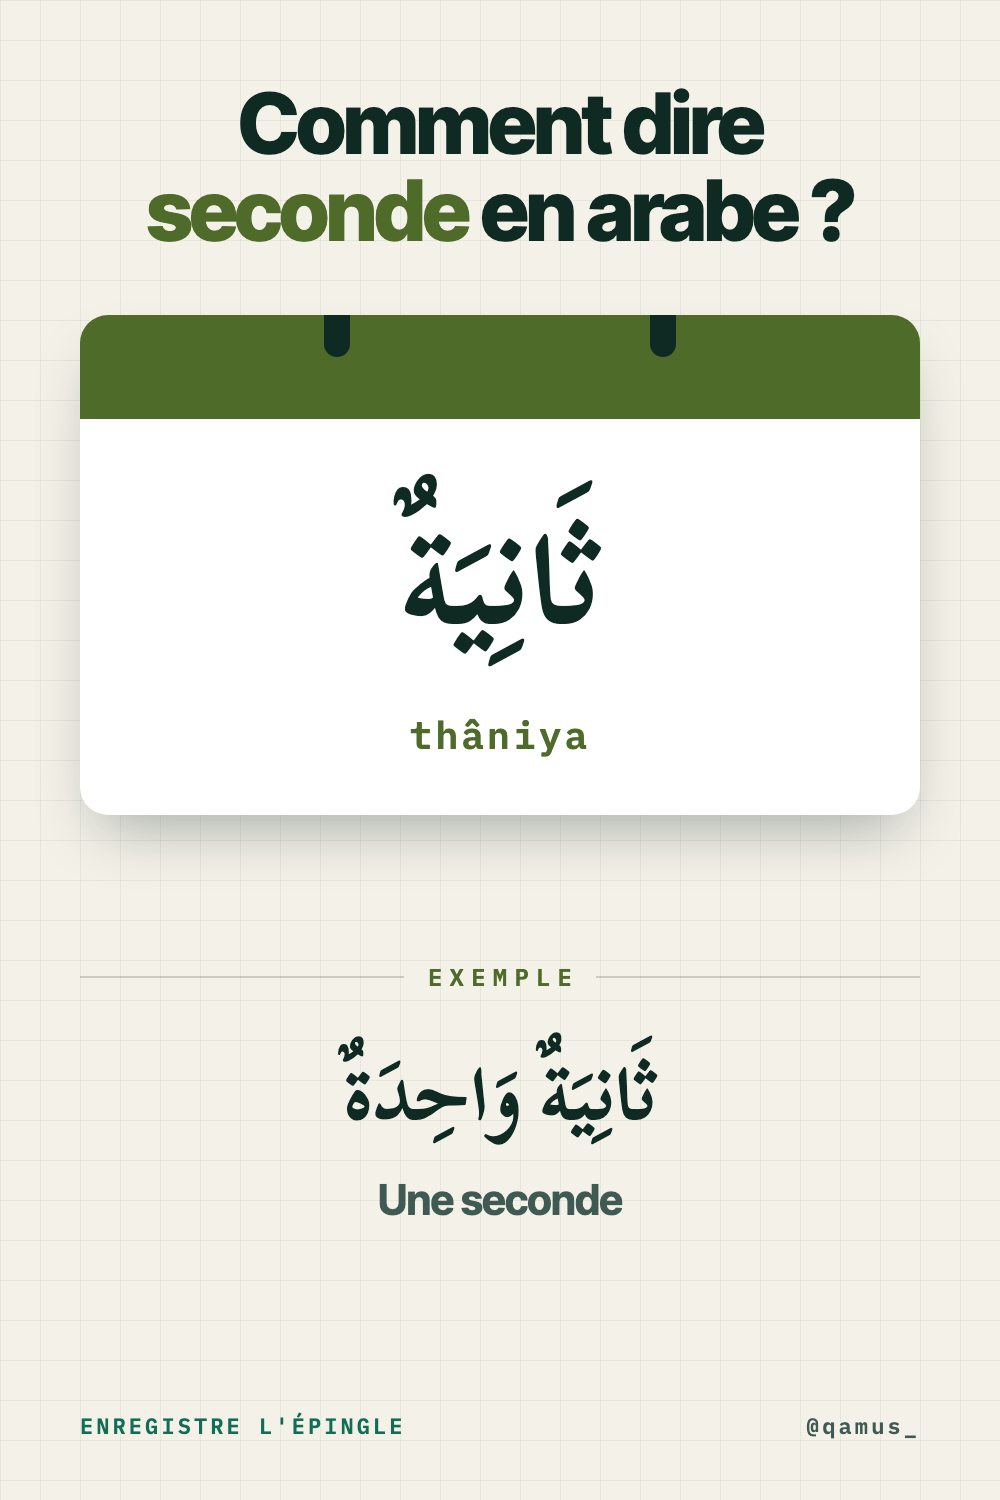 Comment dire
seconde en arabe ?
ثَانِيَةٌ
thâniya
EXEMPLE
ثَانِيَةٌ وَاحِدَةٌ
Une seconde
ENREGISTRE L'ÉPINGLE
@qamus_